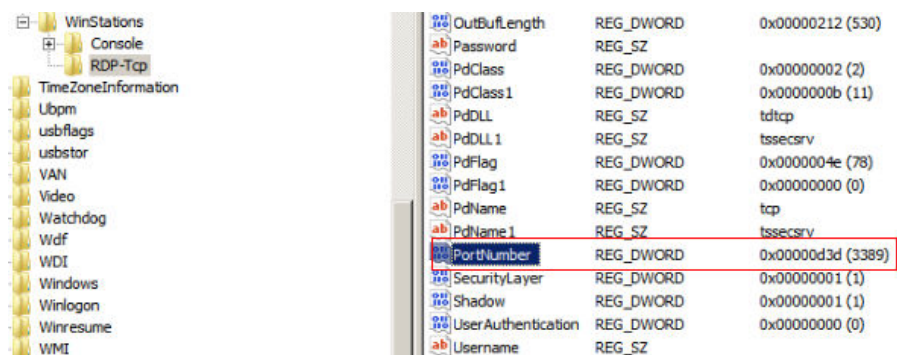 WinStations
Console
RDP-Tcp
TimeZoneInformation
Ubpm
usbflags
usbstor
VAN
Video
Watchdog
Wdf
WDI
Windows
Winlogon
Winresume
WMI
OutBufLength REG_DWORD 0x00000212 (530)
Password REG_SZ
PdClass REG_DWORD 0x00000002 (2)
PdClass1 REG_DWORD 0x0000000b (11)
PdDLL REG_SZ tdtcp
PdDLL1 REG_SZ tssecsrv
PdFlag REG_DWORD 0x0000004e (78)
PdFlag1 REG_DWORD 0x00000000 (0)
PdName REG_SZ tcp
PdName1 REG_SZ tssecsrv
PortNumber REG_DWORD 0x00000d3d (3389)
SecurityLayer REG_DWORD 0x00000001 (1)
Shadow REG_DWORD 0x00000001 (1)
UserAuthentication REG_DWORD 0x00000000 (0)
Username REG_SZ